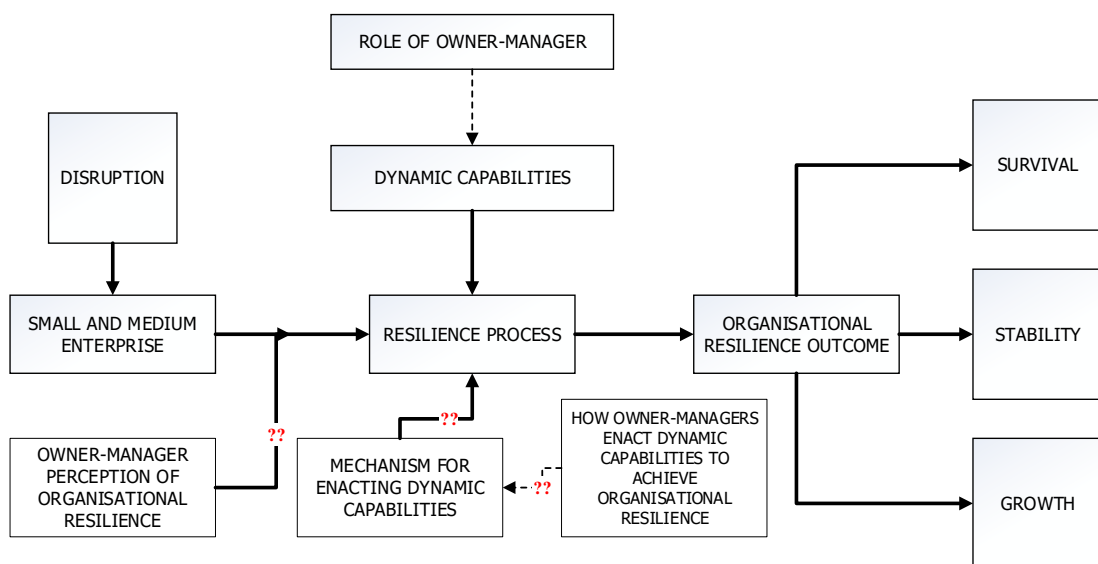 ROLE OF OWNER-MANAGER
DISRUPTION
DYNAMIC CAPABILITIES
SURVIVAL
SMALL AND MEDIUM
ENTERPRISE
RESILIENCE PROCESS
ORGANISATIONAL
RESILIENCE OUTCOME
STABILITY
??
??
OWNER-MANAGER
PERCEPTION OF
ORGANISATIONAL
RESILIENCE
MECHANISM FOR
ENACTING DYNAMIC
CAPABILITIES
??
HOW OWNER-MANAGERS
ENACT DYNAMIC
CAPABILITIES TO
ACHIEVE
ORGANISATIONAL
RESILIENCE
GROWTH